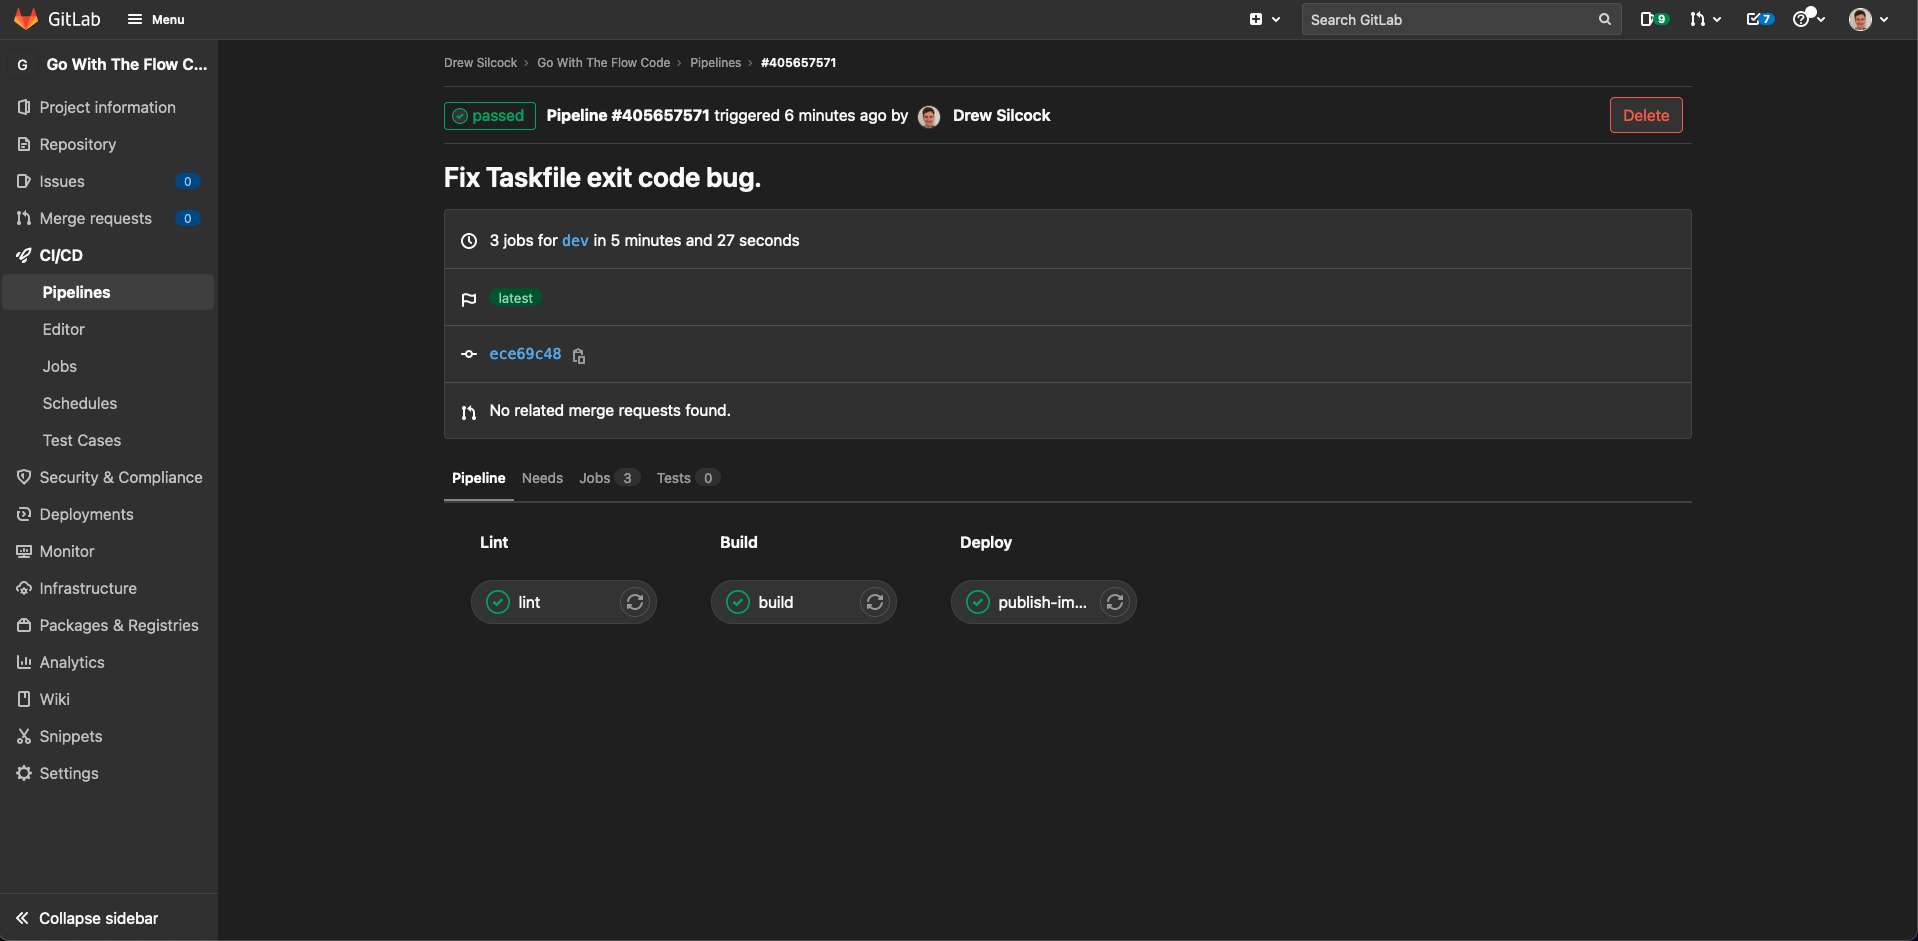 GitLab Menu Search GitLab 9 7
G Go With The Flow C...
Project information
Repository
Issues 0
Merge requests 0
CI/CD
Pipelines
Editor
Jobs
Schedules
Test Cases
Security & Compliance
Deployments
Monitor
Infrastructure
Packages & Registries
Analytics
Wiki
Snippets
Settings
Collapse sidebar
Drew Silcock › Go With The Flow Code › Pipelines › #405657571
passed Pipeline #405657571 triggered 6 minutes ago by Drew Silcock Delete
Fix Taskfile exit code bug.
3 jobs for dev in 5 minutes and 27 seconds
latest
ece69c48
No related merge requests found.
Pipeline Needs Jobs 3 Tests 0
Lint Build Deploy
lint build publish-im...